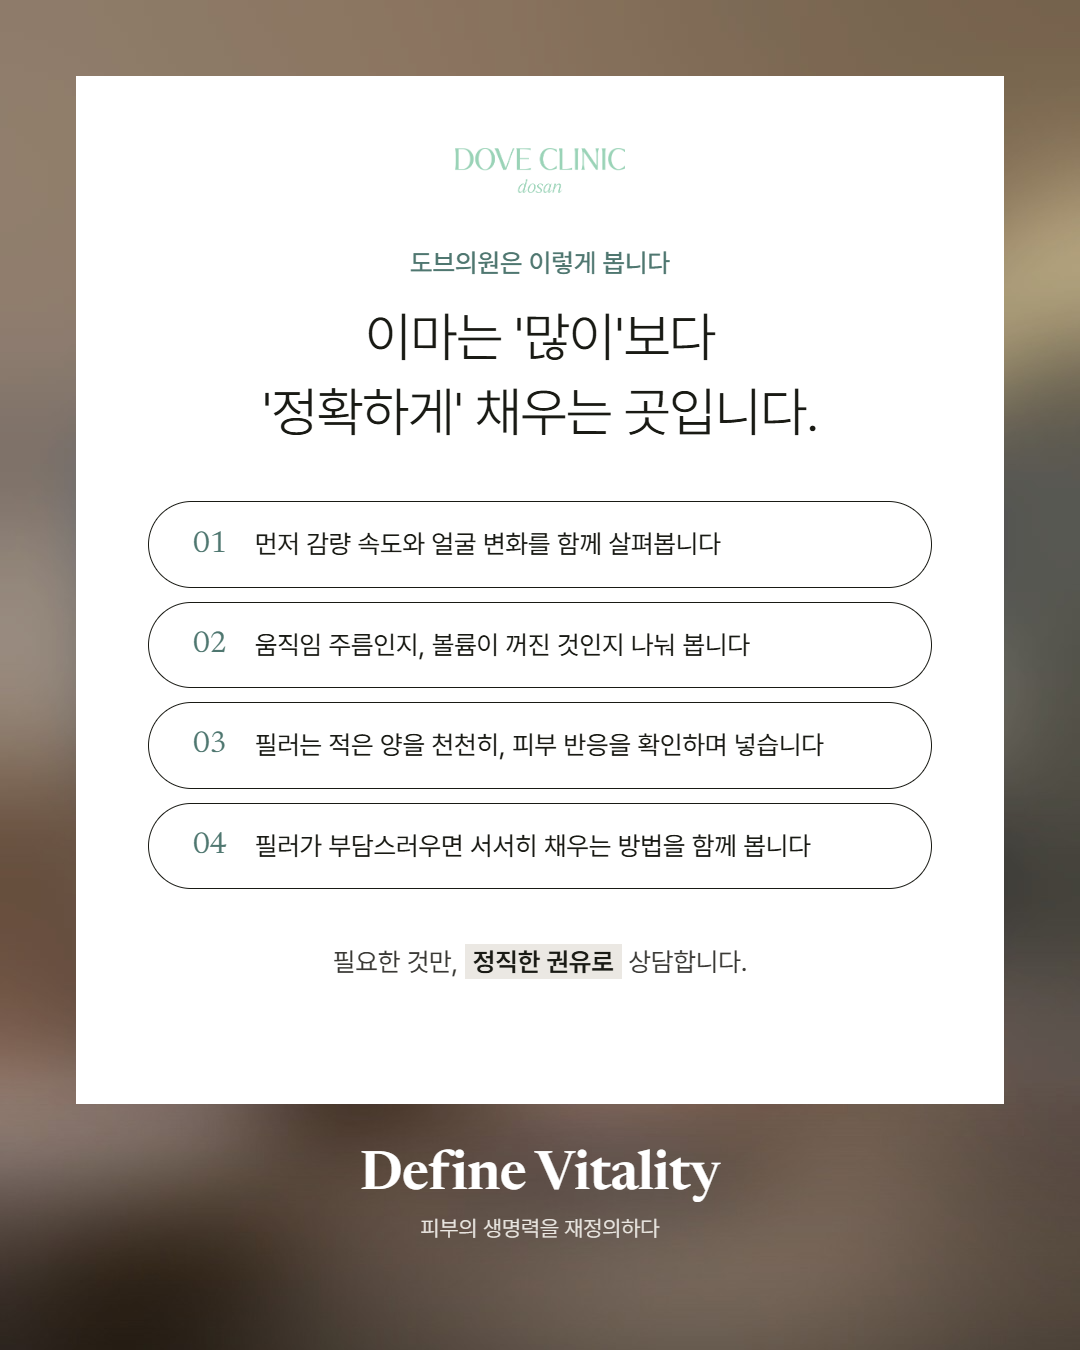 DOVE CLINIC
dosan
도브의원은 이렇게 봅니다
이마는 '많이'보다
'정확하게' 채우는 곳입니다.
01 먼저 감량 속도와 얼굴 변화를 함께 살펴봅니다
02 움직임 주름인지, 볼륨이 꺼진 것인지 나눠 봅니다
03 필러는 적은 양을 천천히, 피부 반응을 확인하며 넣습니다
04 필러가 부담스러우면 서서히 채우는 방법을 함께 봅니다
필요한 것만, 정직한 권유로 상담합니다.
Define Vitality
피부의 생명력을 재정의하다